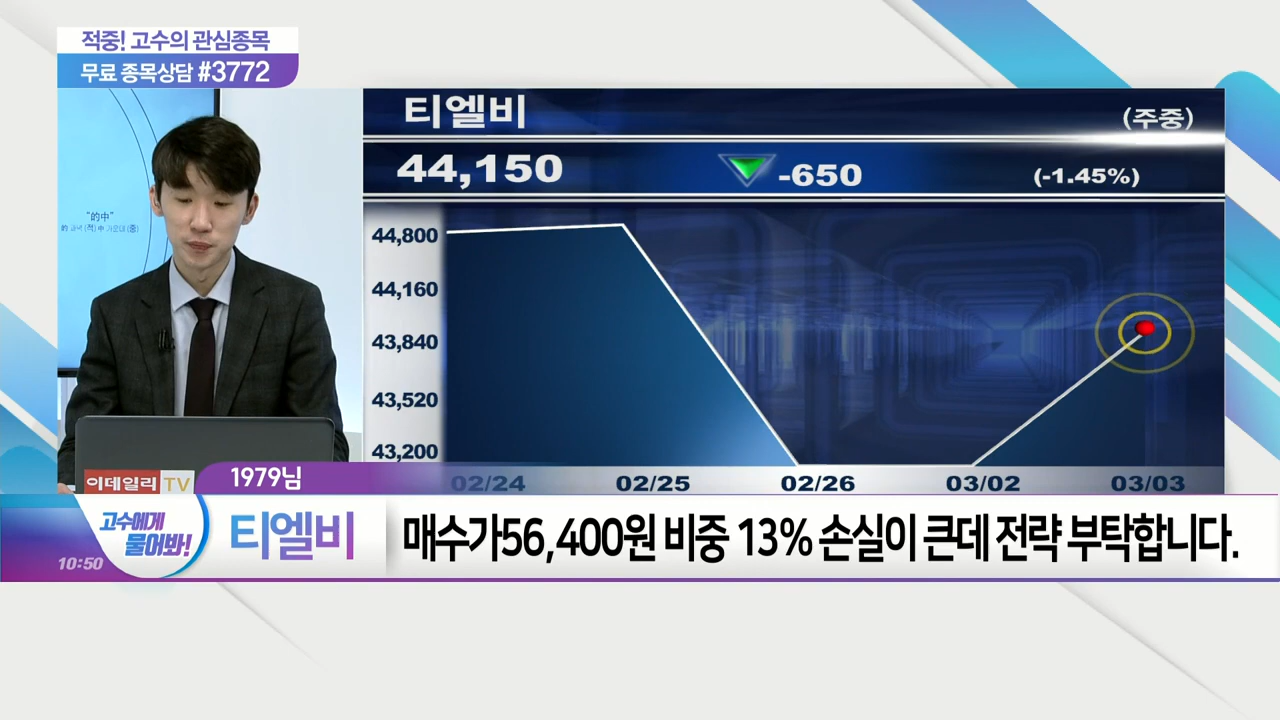 적중! 고수의 관심종목
무료 종목상담 #3772
"的中"
티엘비
(주중)
44,150
-650
(-1.45%)
44,800
44,160
43,840
43,520
43,200
02/24
02/25
02/26
03/02
03/03
이데일리 TV
1979님
고수에게
물어봐!
10:50
티엘비
매수가56,400원 비중 13% 손실이 큰데 전략 부탁합니다.